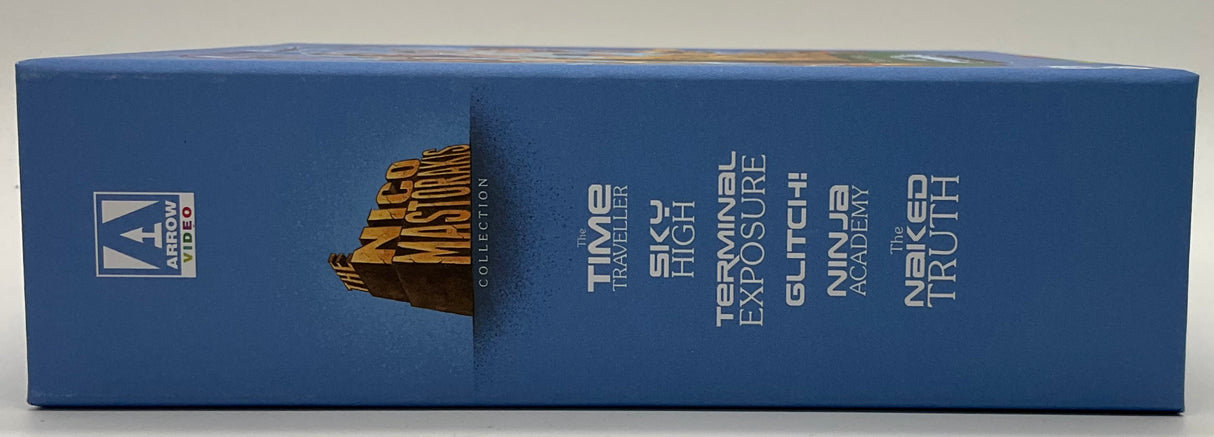 ARROW
VIDEO
THE
NICO
MASTORAKIS
COLLECTION
The
TIME
TRAVELLER
SKY
HIGH
TERMINAL
EXPOSURE
GLITCH!
NINJA
ACADEMY
The
NAKED
TRUTH